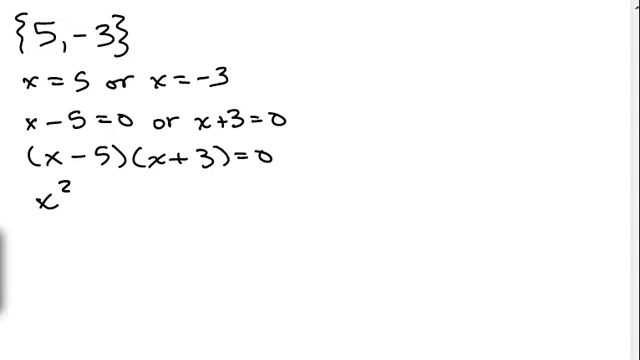 {5, -3}
x = 5 or x = -3
x - 5 = 0 or x + 3 = 0
(x - 5)(x + 3) = 0
x²